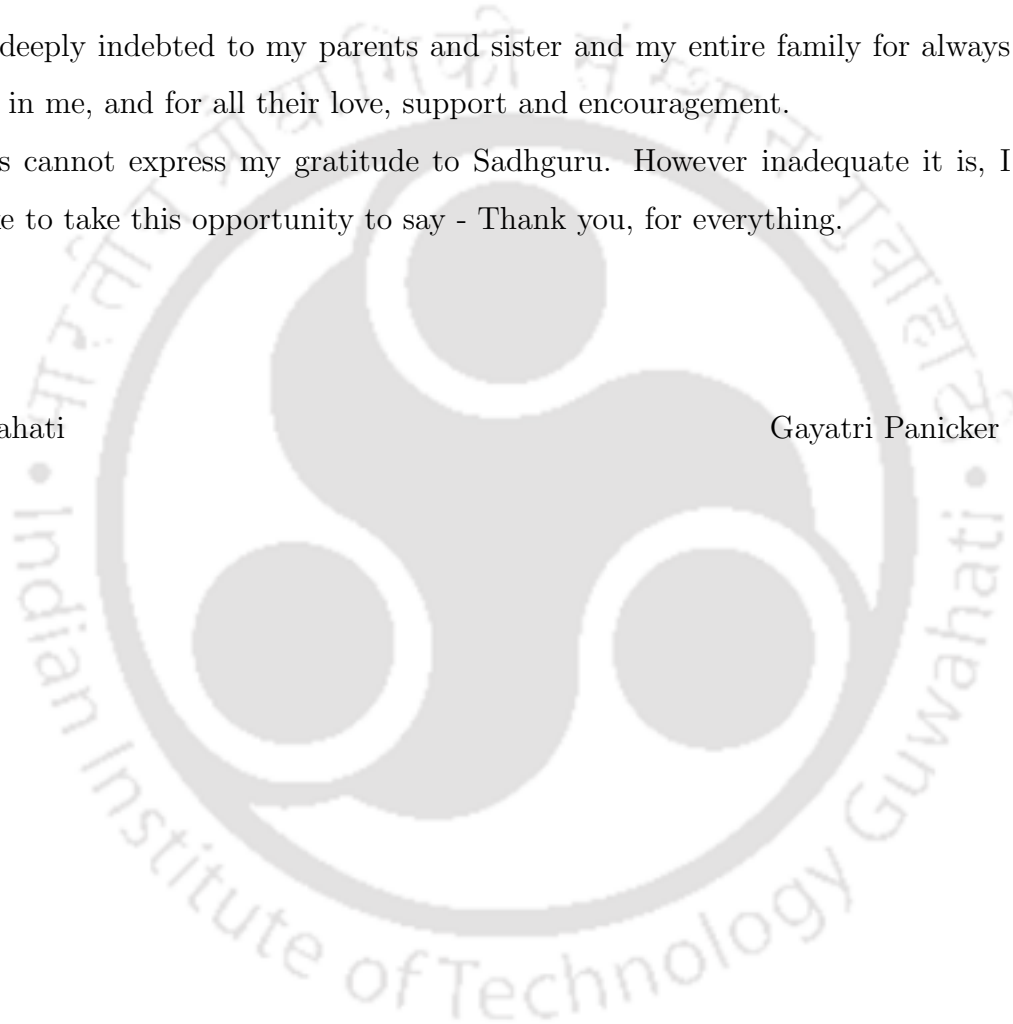 deeply indebted to my parents and sister and my entire family for always
in me, and for all their love, support and encouragement.
s cannot express my gratitude to Sadhguru. However inadequate it is, I
e to take this opportunity to say - Thank you, for everything.
ahati Gayatri Panicker
भारतीय प्रौद्योगिकी संस्थान गुवाहाटी
• Indian Institute of Technology Guwahati •